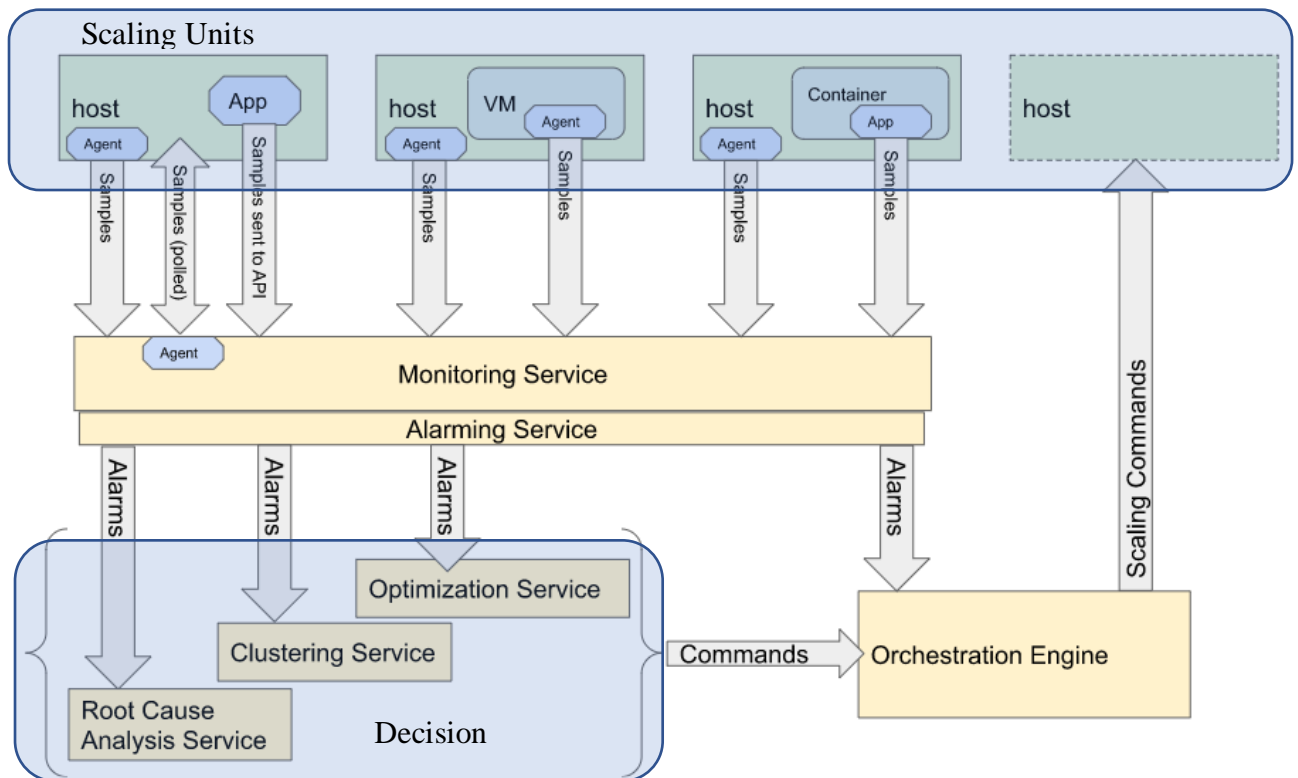 Scaling Units
host
App
Agent
host
VM
Agent
Agent
host
Container
App
Agent
host
Samples
Samples (polled)
Samples sent to API
Samples
Samples
Samples
Samples
Agent
Monitoring Service
Alarming Service
Alarms
Alarms
Alarms
Alarms
Scaling Commands
Optimization Service
Clustering Service
Root Cause
Analysis Service
Decision
Commands
Orchestration Engine